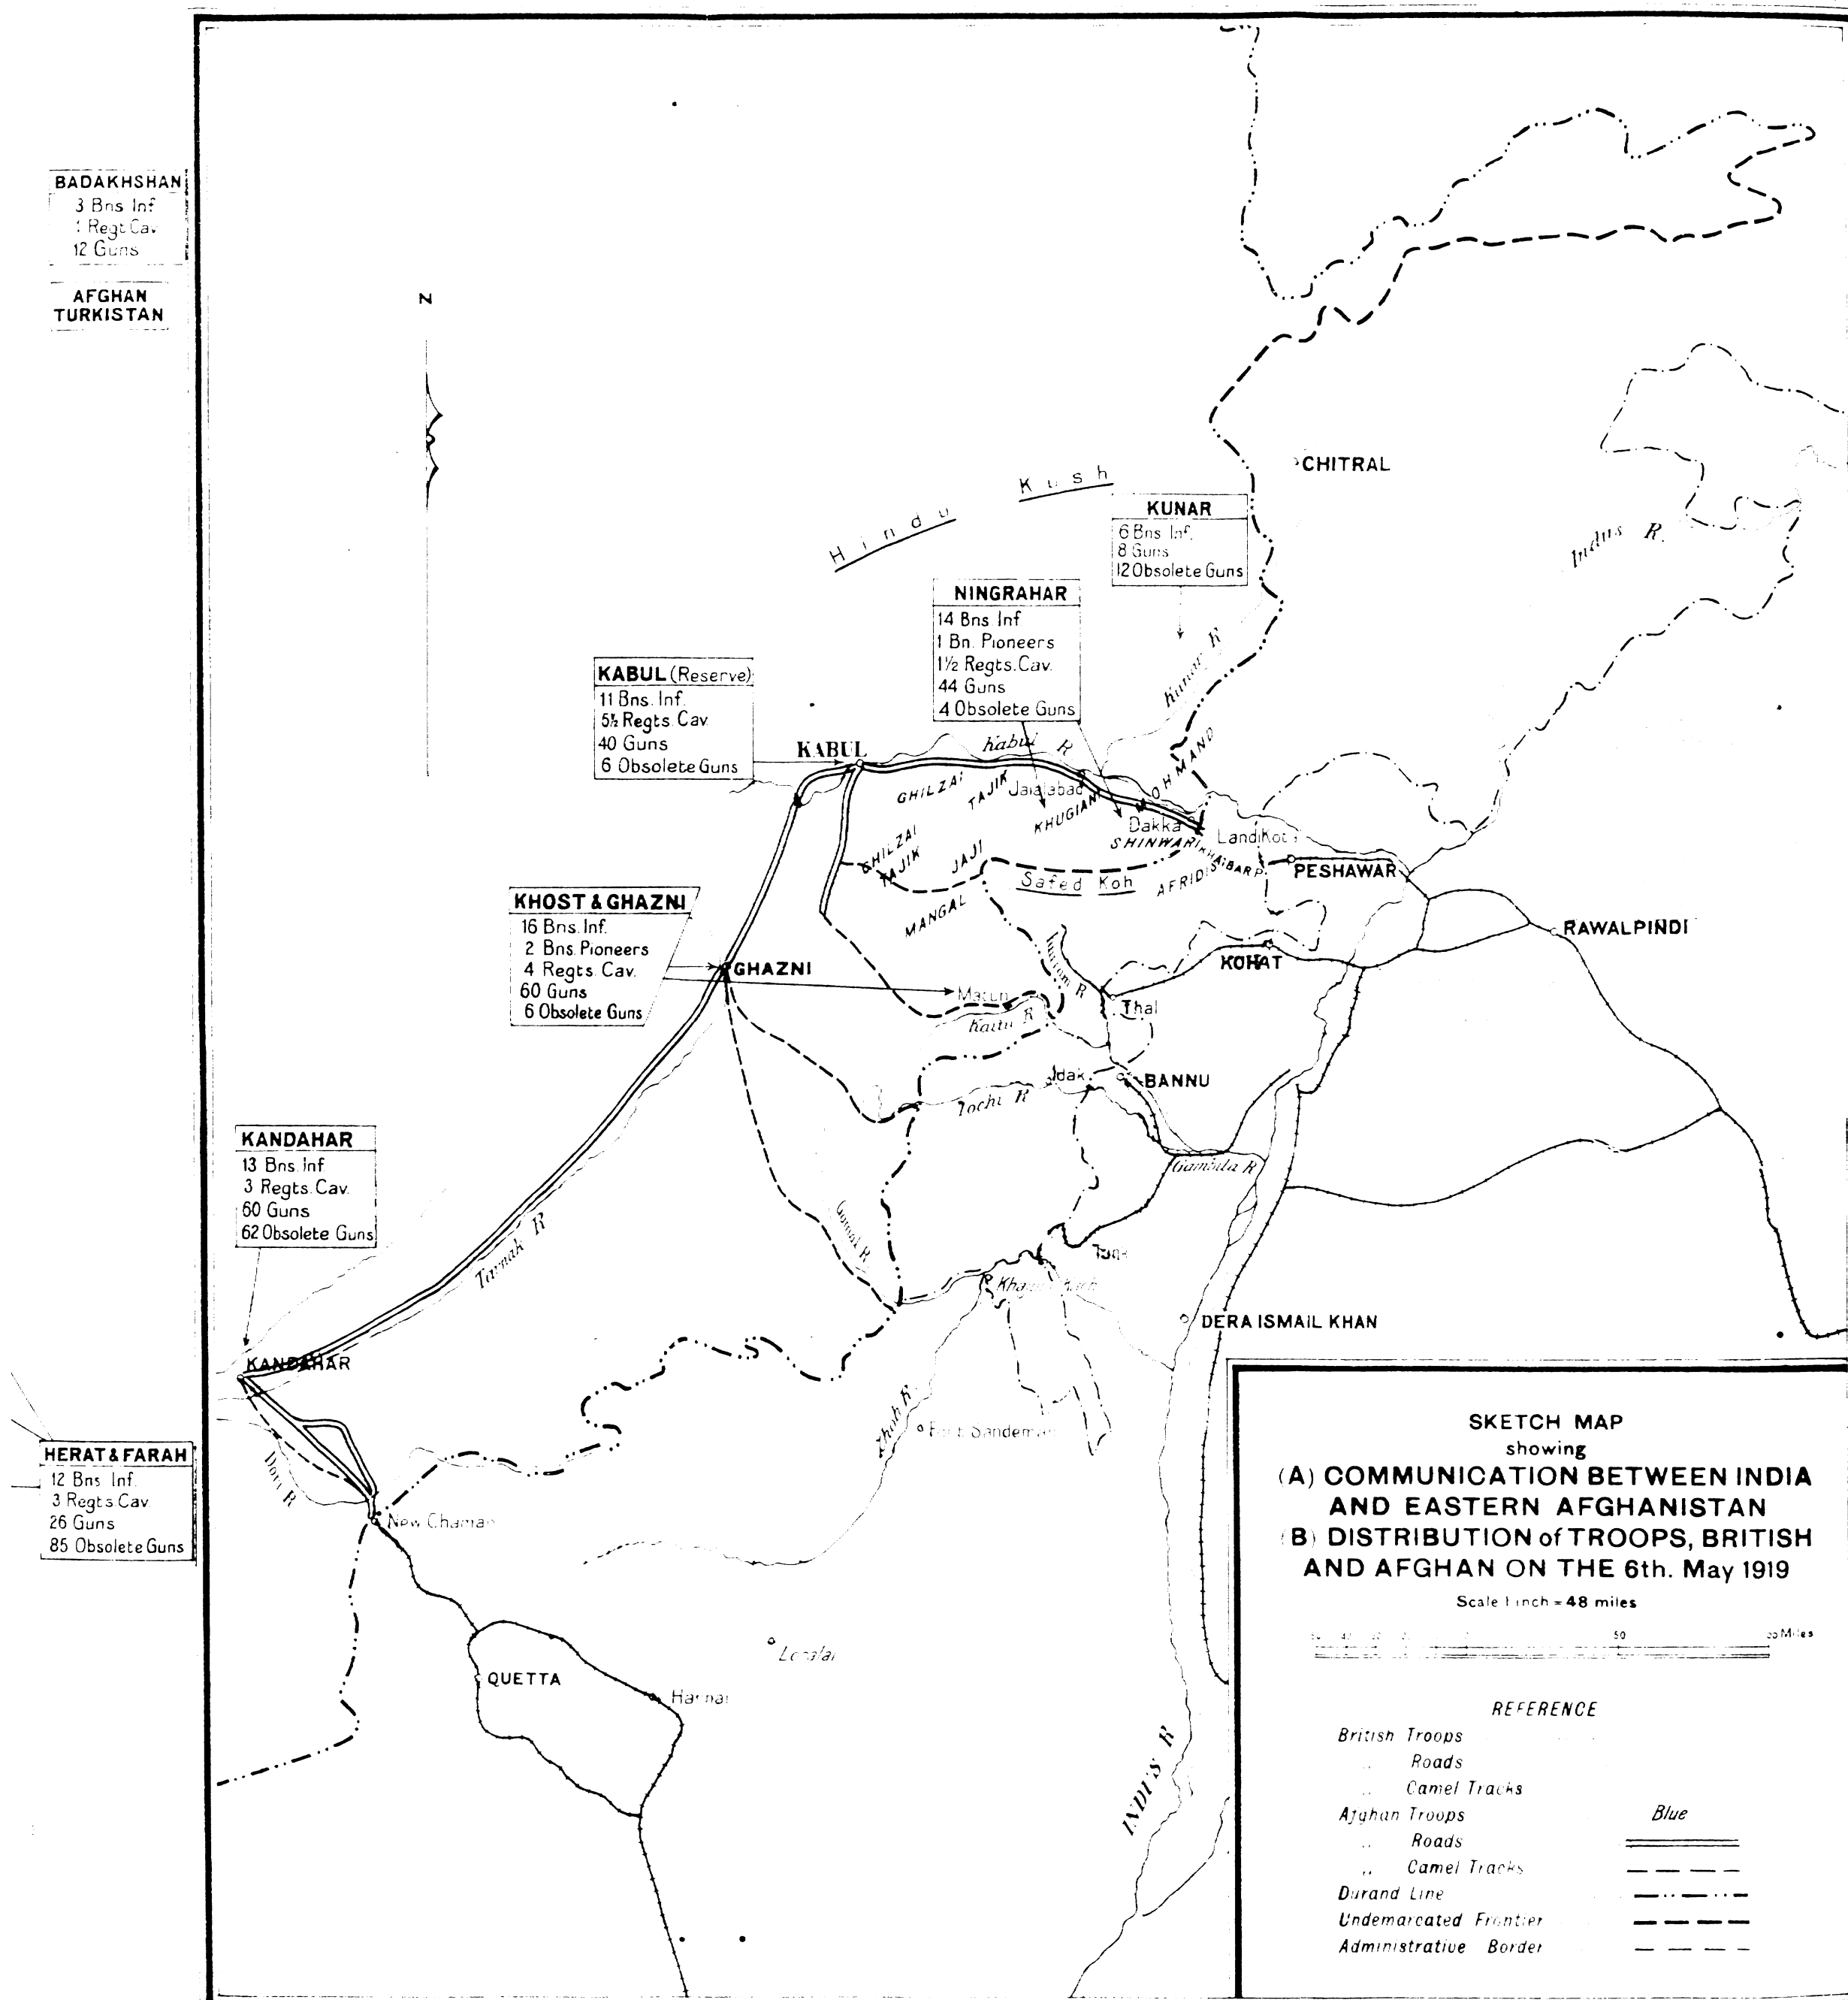 BADAKHSHAN
3 Bns Inf
1 Regt Cav
12 Guns
AFGHAN
TURKISTAN
N
CHITRAL
Hindu Kush
KUNAR
6 Bns Inf.
8 Guns
12 Obsolete Guns
Indus R.
NINGRAHAR
14 Bns. Inf
1 Bn. Pioneers
1½ Regts. Cav.
44 Guns
4 Obsolete Guns
Kunar R
KABUL (Reserve)
11 Bns. Inf.
5½ Regts. Cav
40 Guns
6 Obsolete Guns
KABUL
Kabul R
MOHMAND
GHILZAI
TAJIK
Jalalabad
KHUGIANI
Dakka
SHINWARI
Landi Kotal
GHILZAI
TAJIK
JAJI
Safed Koh
AFRIDIS
PESHAWAR
MANGAL
RAWALPINDI
KHOST & GHAZNI
16 Bns. Inf.
2 Bns. Pioneers
4 Regts. Cav.
60 Guns
6 Obsolete Guns
GHAZNI
KOHAT
Kurram R
Matun
Thal
Kaitu R
Idak
BANNU
Tochi R
KANDAHAR
13 Bns. Inf
3 Regts. Cav.
60 Guns
62 Obsolete Guns
Gambila R
Gomal R
Tarnak R
Tank
DERA ISMAIL KHAN
KANDAHAR
Zhob R.
Fort Sandeman
HERAT & FARAH
12 Bns. Inf.
3 Regts Cav
26 Guns
85 Obsolete Guns
Dori R
New Chaman
Loralai
QUETTA
Harnai
INDUS R
SKETCH MAP
showing
(A) COMMUNICATION BETWEEN INDIA
AND EASTERN AFGHANISTAN
(B) DISTRIBUTION of TROOPS, BRITISH
AND AFGHAN ON THE 6th. May 1919
Scale 1 inch = 48 miles
50 Miles
REFERENCE
British Troops
" Roads
" Camel Tracks
Afghan Troops Blue
" Roads
" Camel Tracks
Durand Line
Undemarcated Frontier
Administrative Border